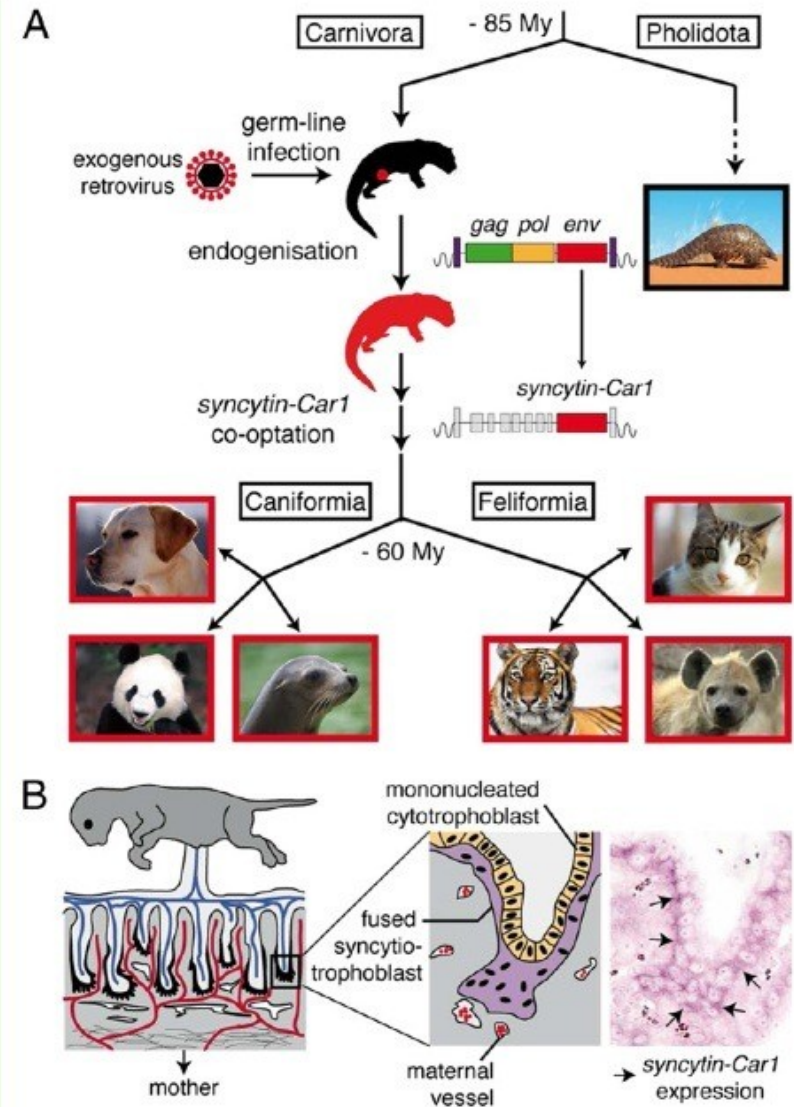 A
Carnivora
- 85 My
Pholidota
germ-line
infection
exogenous
retrovirus
gag pol env
endogenisation
syncytin-Car1
syncytin-Car1
co-optation
Caniformia
Feliformia
- 60 My
B
mononucleated
cytotrophoblast
fused
syncytio-
trophoblast
maternal
vessel
mother
syncytin-Car1
expression